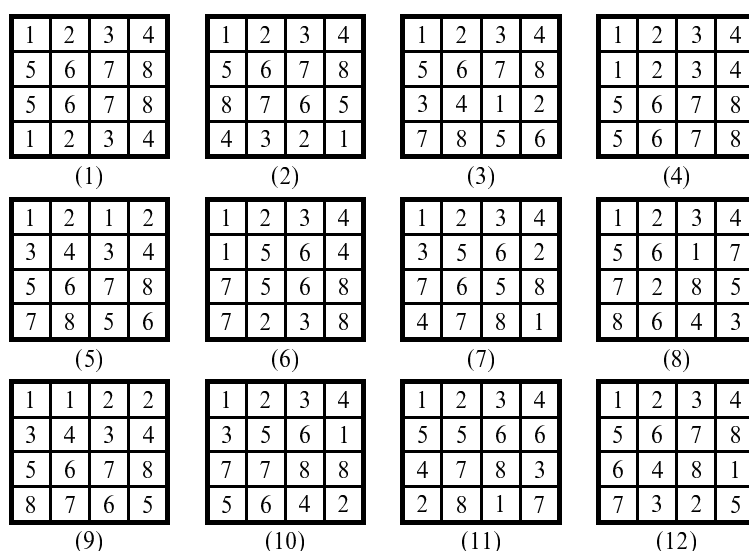 1 2 3 4 1 2 3 4 1 2 3 4 1 2 3 4
5 6 7 8 5 6 7 8 5 6 7 8 1 2 3 4
5 6 7 8 8 7 6 5 3 4 1 2 5 6 7 8
1 2 3 4 4 3 2 1 7 8 5 6 5 6 7 8
(1) (2) (3) (4)
1 2 1 2 1 2 3 4 1 2 3 4 1 2 3 4
3 4 3 4 1 5 6 4 3 5 6 2 5 6 1 7
5 6 7 8 7 5 6 8 7 6 5 8 7 2 8 5
7 8 5 6 7 2 3 8 4 7 8 1 8 6 4 3
(5) (6) (7) (8)
1 1 2 2 1 2 3 4 1 2 3 4 1 2 3 4
3 4 3 4 3 5 6 1 5 5 6 6 5 6 7 8
5 6 7 8 7 7 8 8 4 7 8 3 6 4 8 1
8 7 6 5 5 6 4 2 2 8 1 7 7 3 2 5
(9) (10) (11) (12)